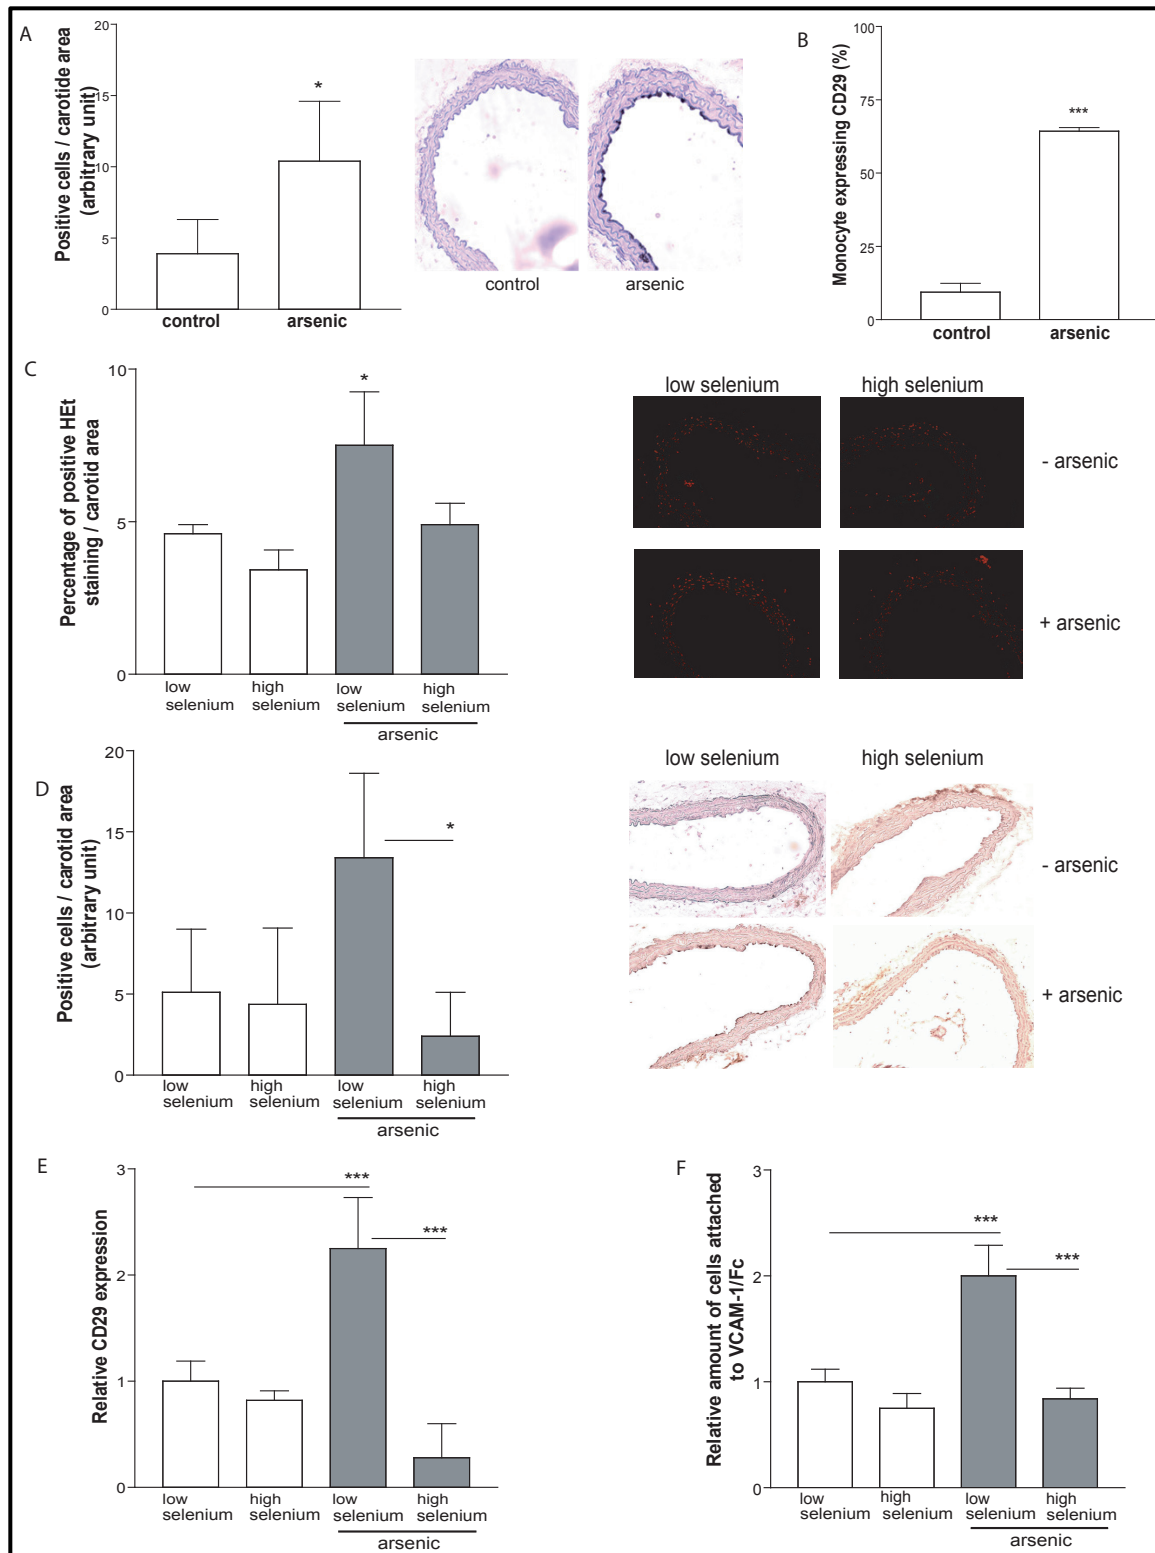 A
Positive cells / carotide area
(arbitrary unit)
20
15
10
5
0
*
control
arsenic
control
arsenic
B
Monocyte expressing CD29 (%)
100
75
50
25
0
***
control
arsenic
C
Percentage of positive HEt
staining / carotid area
10
5
0
*
low
selenium
high
selenium
low
selenium
high
selenium
arsenic
low selenium
high selenium
- arsenic
+ arsenic
D
Positive cells / carotid area
(arbitrary unit)
20
15
10
5
0
*
low
selenium
high
selenium
low
selenium
high
selenium
arsenic
low selenium
high selenium
- arsenic
+ arsenic
E
Relative CD29 expression
3
2
1
0
***
***
low
selenium
high
selenium
low
selenium
high
selenium
arsenic
F
Relative amount of cells attached
to VCAM-1/Fc
3
2
1
0
***
***
low
selenium
high
selenium
low
selenium
high
selenium
arsenic